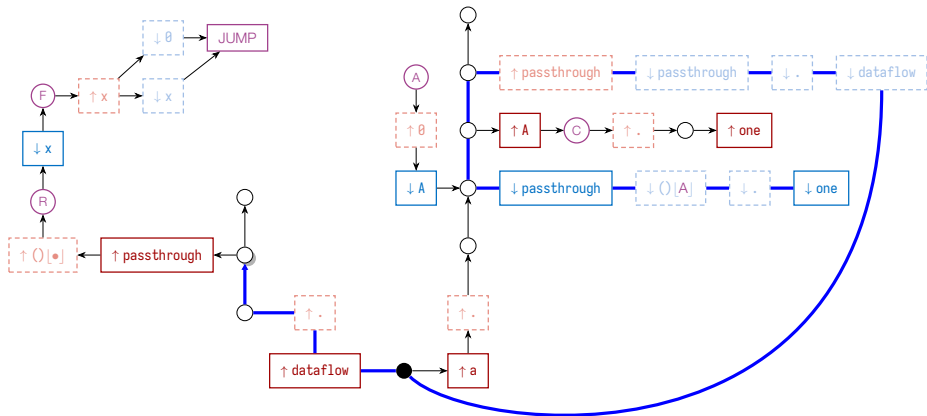 ↓ 0
JUMP
↑ passthrough
↓ passthrough
↓ .
↓ dataflow
A
F
↑ x
↓ x
↑ 0
↑ A
C
↑ .
↑ one
↓ x
↓ A
↓ passthrough
↓ ()[A]
↓ .
↓ one
R
↑ ()[•]
↑ passthrough
↑ .
↑ .
↑ dataflow
↑ a